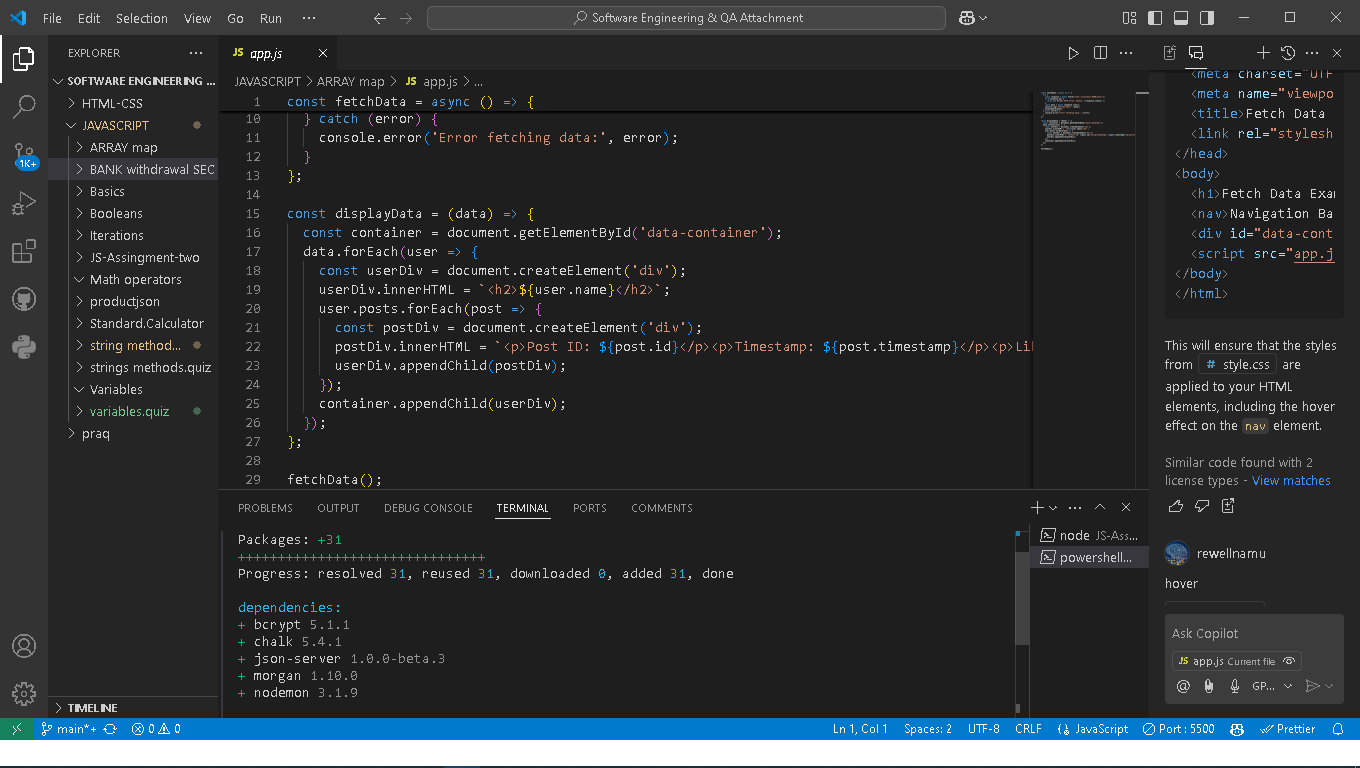 File Edit Selection View Go Run ···
Software Engineering & QA Attachment
EXPLORER
SOFTWARE ENGINEERING ...
HTML-CSS
JAVASCRIPT
ARRAY map
BANK withdrawal SEC
Basics
Booleans
Iterations
JS-Assingment-two
Math operators
productjson
Standard.Calculator
string method...
strings methods.quiz
Variables
variables.quiz
praq
TIMELINE
1K+
JS app.js
JAVASCRIPT > ARRAY map > JS app.js > ...
1 const fetchData = async () => {
10 } catch (error) {
11 console.error('Error fetching data:', error);
12 }
13 };
14
15 const displayData = (data) => {
16 const container = document.getElementById('data-container');
17 data.forEach(user => {
18 const userDiv = document.createElement('div');
19 userDiv.innerHTML = `<h2>${user.name}</h2>`;
20 user.posts.forEach(post => {
21 const postDiv = document.createElement('div');
22 postDiv.innerHTML = `<p>Post ID: ${post.id}</p><p>Timestamp: ${post.timestamp}</p><p>Li
23 userDiv.appendChild(postDiv);
24 });
25 container.appendChild(userDiv);
26 });
27 };
28
29 fetchData();
PROBLEMS OUTPUT DEBUG CONSOLE TERMINAL PORTS COMMENTS
Packages: +31
+++++++++++++++++++++++++++++++
Progress: resolved 31, reused 31, downloaded 0, added 31, done
dependencies:
+ bcrypt 5.1.1
+ chalk 5.4.1
+ json-server 1.0.0-beta.3
+ morgan 1.10.0
+ nodemon 3.1.9
node JS-Ass...
powershell...
<meta charset="UTF
<meta name="viewpo
<title>Fetch Data
<link rel="stylesh
</head>
<body>
<h1>Fetch Data Exa
<nav>Navigation Ba
<div id="data-cont
<script src="app.j
</body>
</html>
This will ensure that the styles
from # style.css are
applied to your HTML
elements, including the hover
effect on the nav element.
Similar code found with 2
license types - View matches
rewellnamu
hover
Ask Copilot
JS app.js Current file
@ GP...
main*+ 0 0 Ln 1, Col 1 Spaces: 2 UTF-8 CRLF {} JavaScript Port : 5500 Prettier